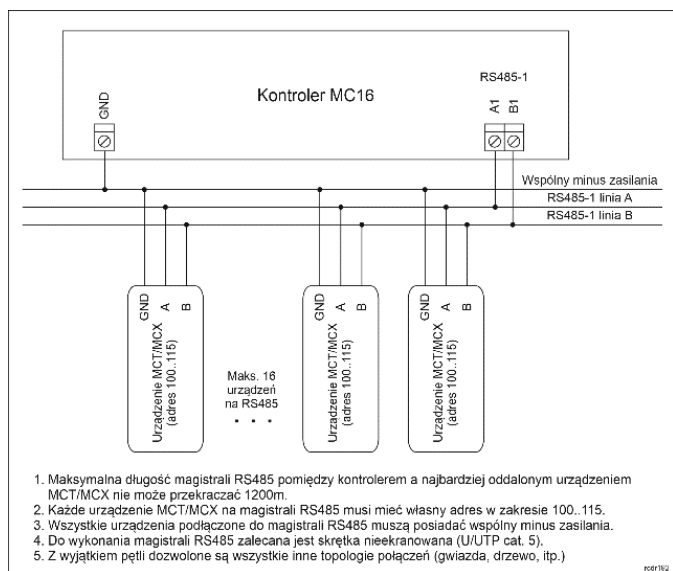 Kontroler MC16
RS485-1
GND
A1
B1
Wspólny minus zasilania
RS485-1 linia A
RS485-1 linia B
GND
A
B
Urządzenie MCT/MCX
(adres 100..115)
Maks. 16
urządzeń
na RS485
. . .
GND
A
B
Urządzenie MCT/MCX
(adres 100..115)
GND
A
B
Urządzenie MCT/MCX
(adres 100..115)
1. Maksymalna długość magistrali RS485 pomiędzy kontrolerem a najbardziej oddalonym urządzeniem
MCT/MCX nie może przekraczać 1200m.
2. Każde urządzenie MCT/MCX na magistrali RS485 musi mieć własny adres w zakresie 100..115.
3. Wszystkie urządzenia podłączone do magistrali RS485 muszą posiadać wspólny minus zasilania.
4. Do wykonania magistrali RS485 zalecana jest skrętka nieekranowana (U/UTP cat. 5).
5. Z wyjątkiem pętli dozwolone są wszystkie inne topologie połączeń (gwiazda, drzewo, itp.)